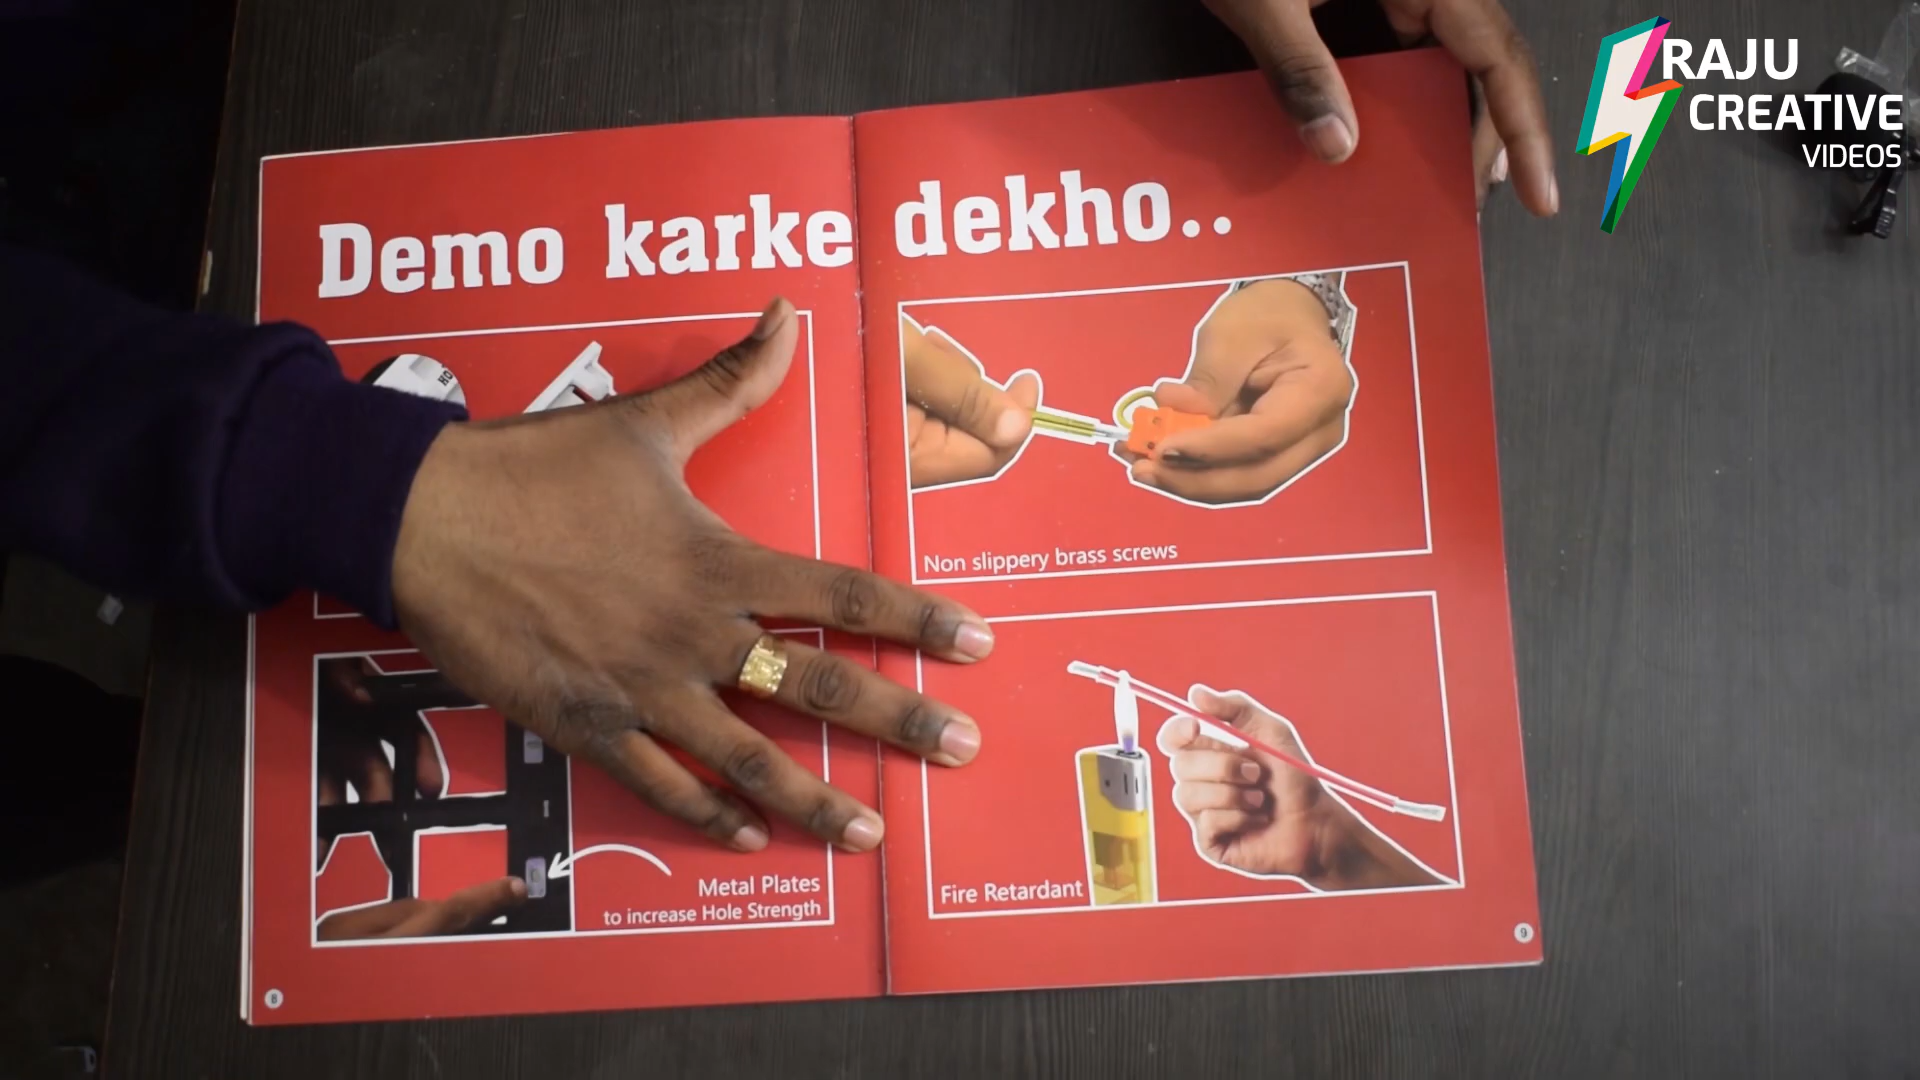 RAJU
CREATIVE
VIDEOS
Demo karke dekho..
HO
Non slippery brass screws
Metal Plates
to increase Hole Strength
Fire Retardant
8
9